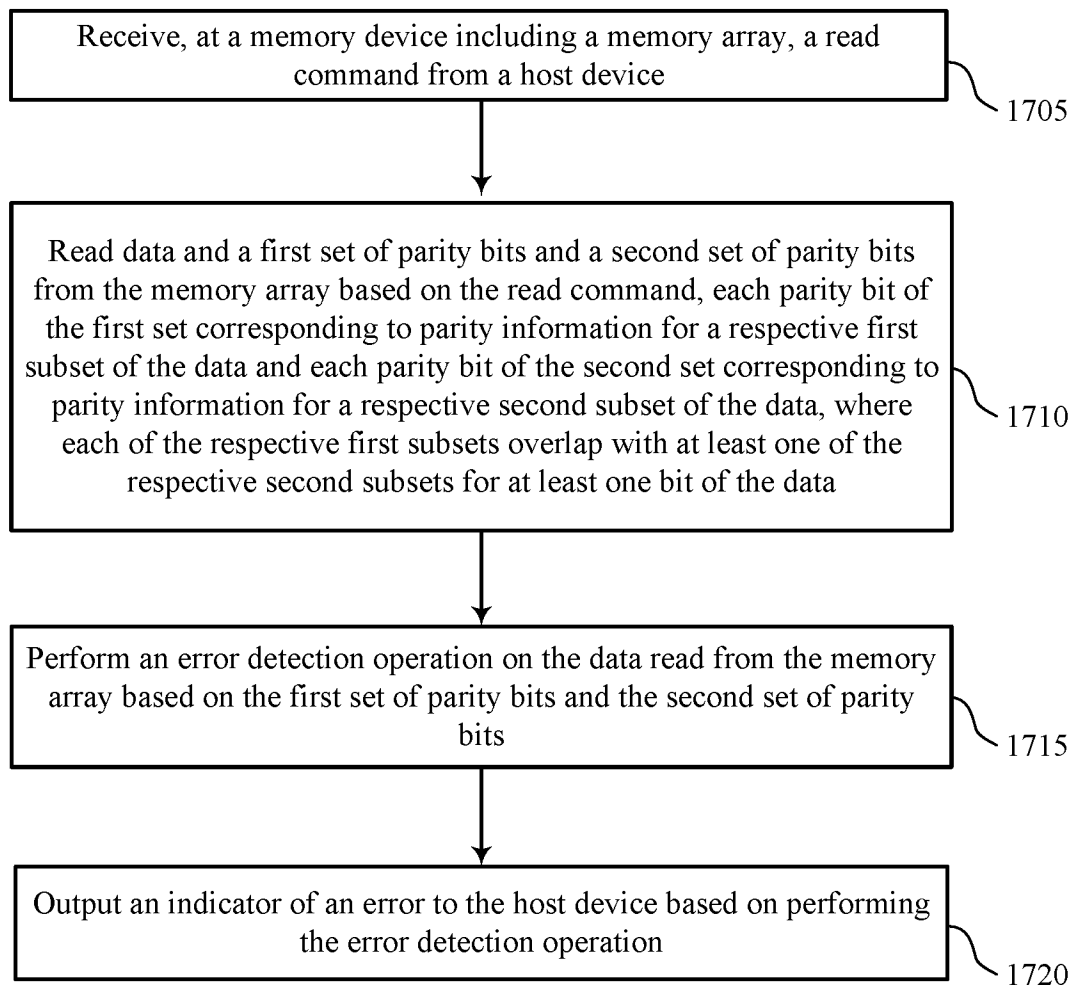 Receive, at a memory device including a memory array, a read
command from a host device
1705
Read data and a first set of parity bits and a second set of parity bits
from the memory array based on the read command, each parity bit of
the first set corresponding to parity information for a respective first
subset of the data and each parity bit of the second set corresponding to
parity information for a respective second subset of the data, where
each of the respective first subsets overlap with at least one of the
respective second subsets for at least one bit of the data
1710
Perform an error detection operation on the data read from the memory
array based on the first set of parity bits and the second set of parity
bits
1715
Output an indicator of an error to the host device based on performing
the error detection operation
1720